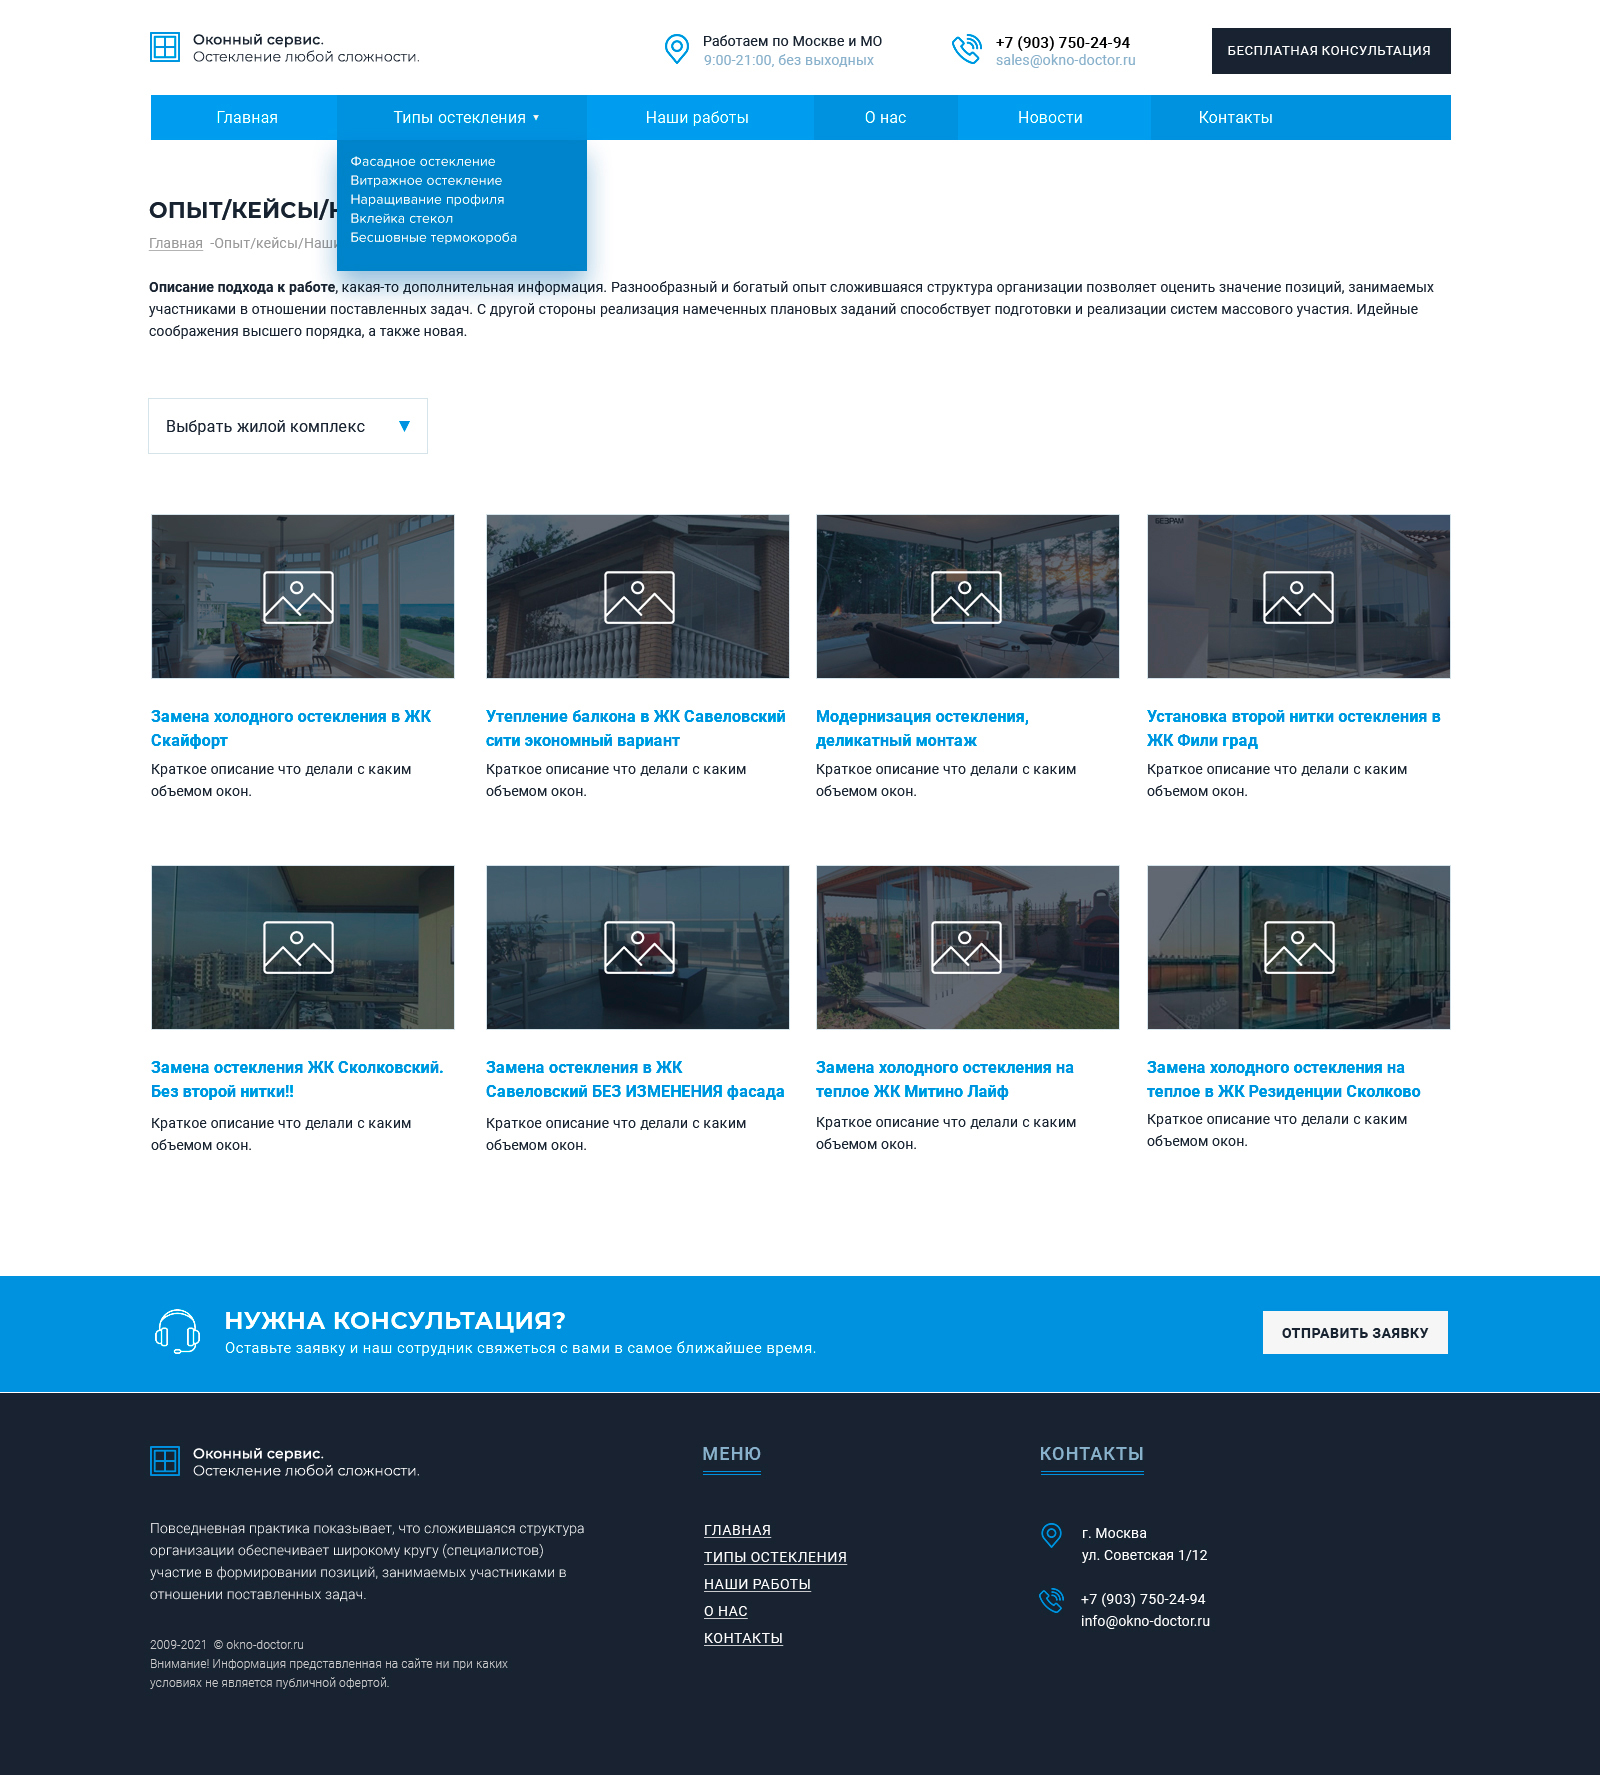 Оконный сервис.
Остекление любой сложности.
Работаем по Москве и МО
9:00-21:00, без выходных
+7 (903) 750-24-94
sales@okno-doctor.ru
БЕСПЛАТНАЯ КОНСУЛЬТАЦИЯ
Главная
Типы остекления ▾
Наши работы
О нас
Новости
Контакты
Фасадное остекление
Витражное остекление
Наращивание профиля
Вклейка стекол
Бесшовные термокороба
ОПЫТ/КЕЙСЫ/
Главная -Опыт/кейсы/Наши
Описание подхода к работе, какая-то дополнительная информация. Разнообразный и богатый опыт сложившаяся структура организации позволяет оценить значение позиций, занимаемых
участниками в отношении поставленных задач. С другой стороны реализация намеченных плановых заданий способствует подготовки и реализации систем массового участия. Идейные
соображения высшего порядка, а также новая.
Выбрать жилой комплекс
БЕЗРАМ
Замена холодного остекления в ЖК
Скайфорт
Краткое описание что делали с каким
объемом окон.
Утепление балкона в ЖК Савеловский
сити экономный вариант
Краткое описание что делали с каким
объемом окон.
Модернизация остекления,
деликатный монтаж
Краткое описание что делали с каким
объемом окон.
Установка второй нитки остекления в
ЖК Фили град
Краткое описание что делали с каким
объемом окон.
Замена остекления ЖК Сколковский.
Без второй нитки!!
Краткое описание что делали с каким
объемом окон.
Замена остекления в ЖК
Савеловский БЕЗ ИЗМЕНЕНИЯ фасада
Краткое описание что делали с каким
объемом окон.
Замена холодного остекления на
теплое ЖК Митино Лайф
Краткое описание что делали с каким
объемом окон.
Замена холодного остекления на
теплое в ЖК Резиденции Сколково
Краткое описание что делали с каким
объемом окон.
НУЖНА КОНСУЛЬТАЦИЯ?
Оставьте заявку и наш сотрудник свяжеться с вами в самое ближайшее время.
ОТПРАВИТЬ ЗАЯВКУ
Оконный сервис.
Остекление любой сложности.
Повседневная практика показывает, что сложившаяся структура
организации обеспечивает широкому кругу (специалистов)
участие в формировании позиций, занимаемых участниками в
отношении поставленных задач.
2009-2021 © okno-doctor.ru
Внимание! Информация представленная на сайте ни при каких
условиях не является публичной офертой.
МЕНЮ
ГЛАВНАЯ
ТИПЫ ОСТЕКЛЕНИЯ
НАШИ РАБОТЫ
О НАС
КОНТАКТЫ
КОНТАКТЫ
г. Москва
ул. Советская 1/12
+7 (903) 750-24-94
info@okno-doctor.ru